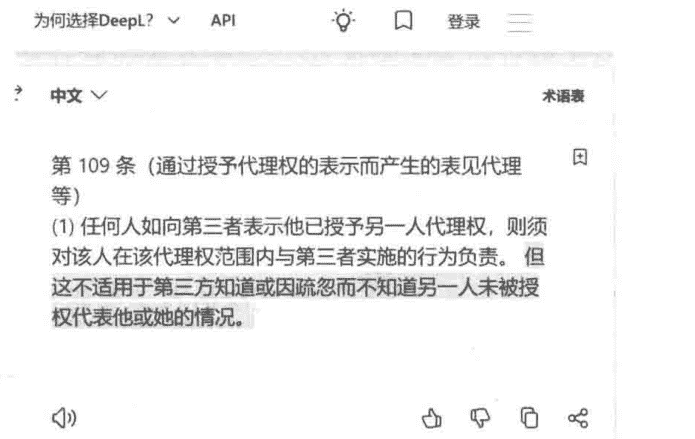 为何选择DeepL? API 登录
中文 术语表
第 109 条（通过授予代理权的表示而产生的表见代理
等）
(1) 任何人如向第三者表示他已授予另一人代理权，则须
对该人在该代理权范围内与第三者实施的行为负责。 但
这不适用于第三方知道或因疏忽而不知道另一人未被授
权代表他或她的情况。